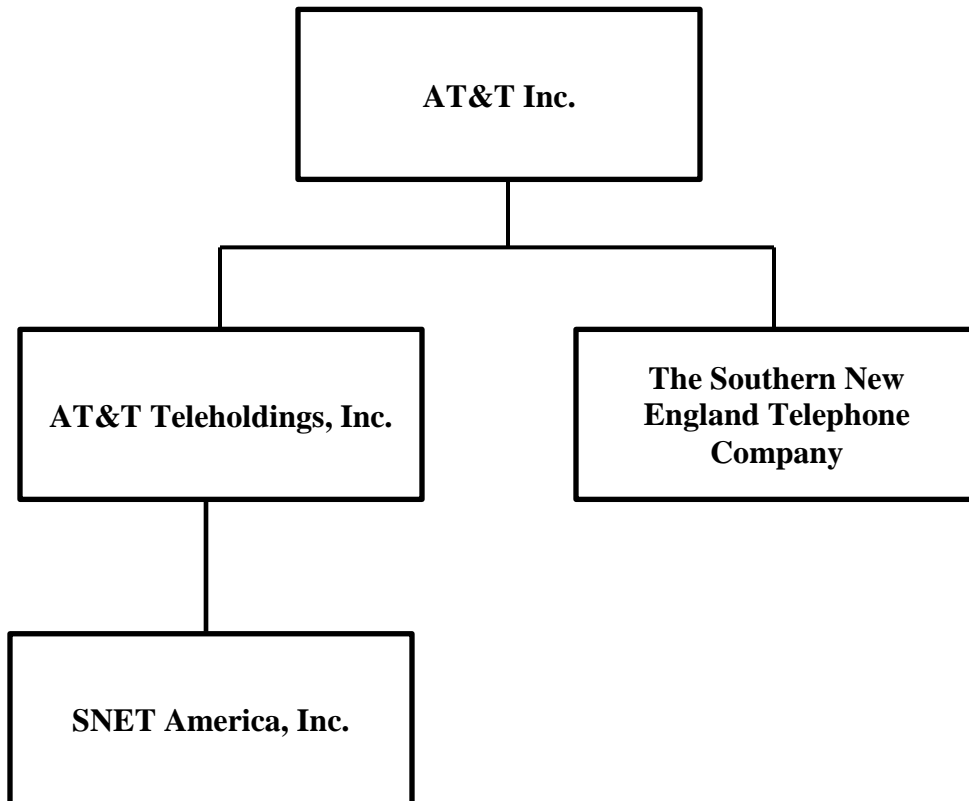 AT&T Inc.
AT&T Teleholdings, Inc.
The Southern New
England Telephone
Company
SNET America, Inc.